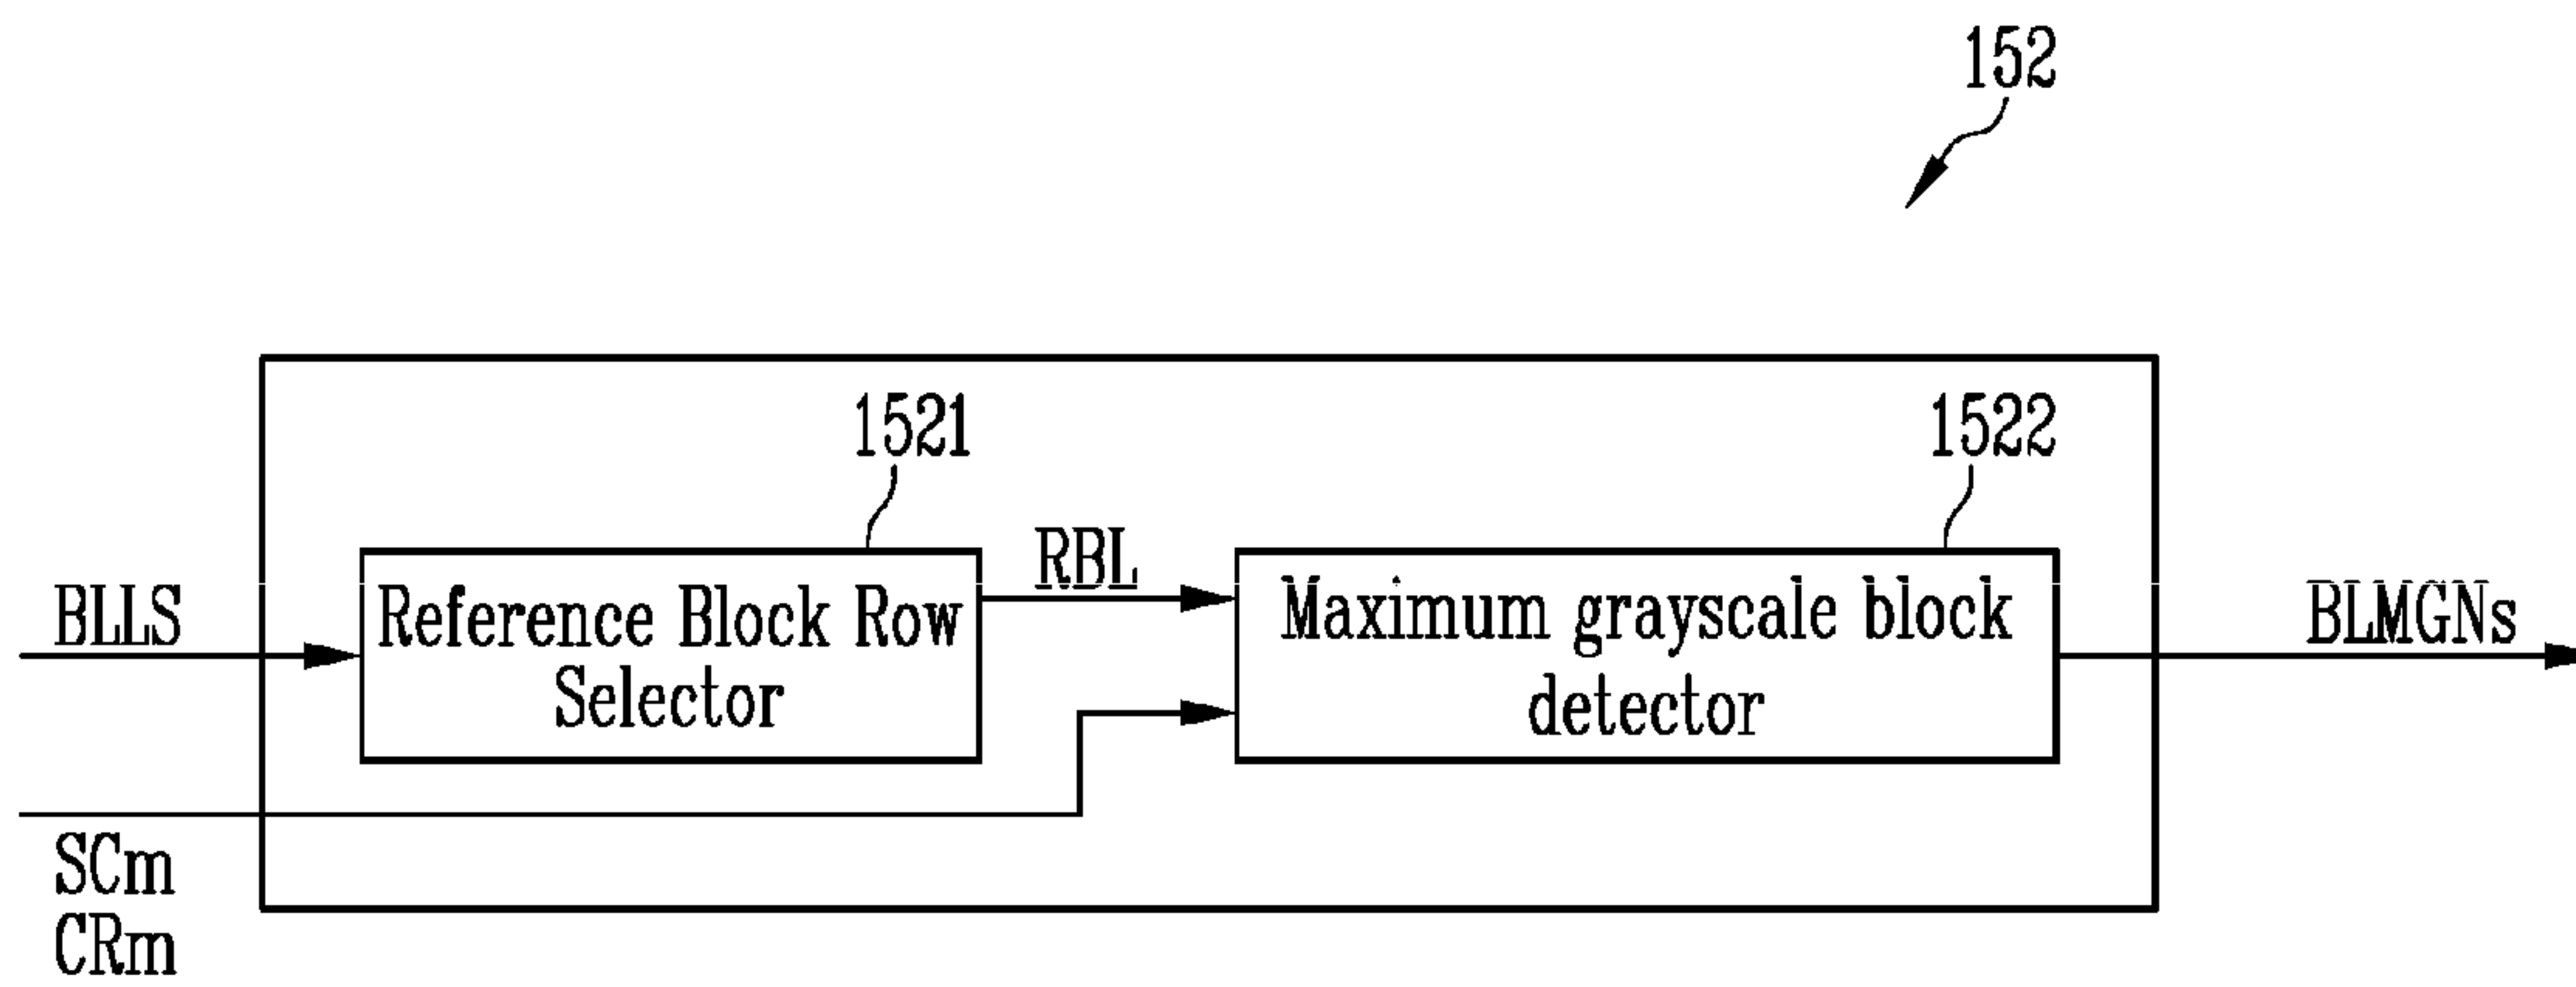 152
1521
1522
BLLS
Reference Block Row
Selector
RBL
Maximum grayscale block
detector
BLMGNs
SCm
CRm